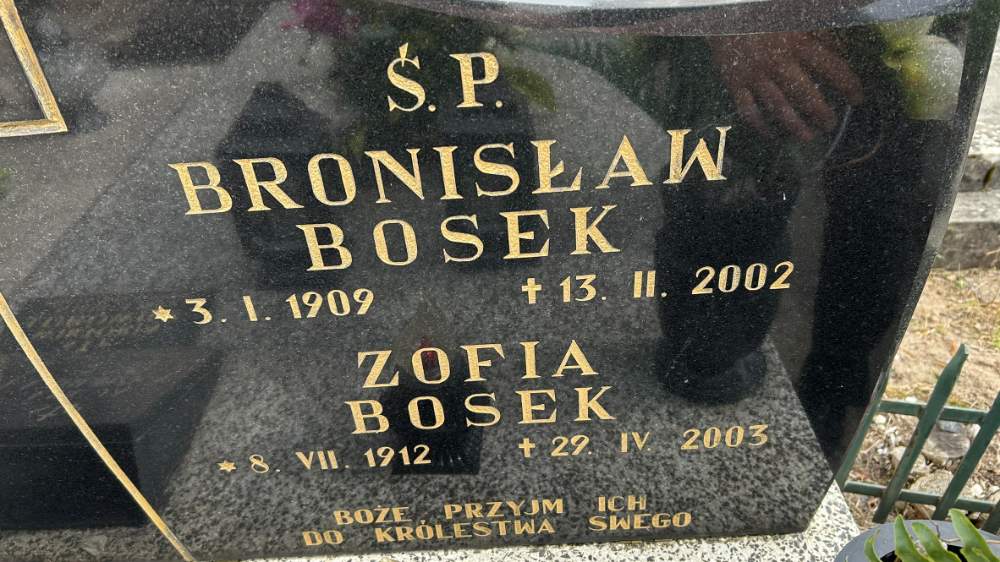 Ś. P.
BRONISŁAW
BOSEK
* 3. I. 1909 ✝ 13. II. 2002
ZOFIA
BOSEK
* 8. VII. 1912 ✝ 29. IV. 2003
BOŻE PRZYJM ICH
DO KRÓLESTWA SWEGO